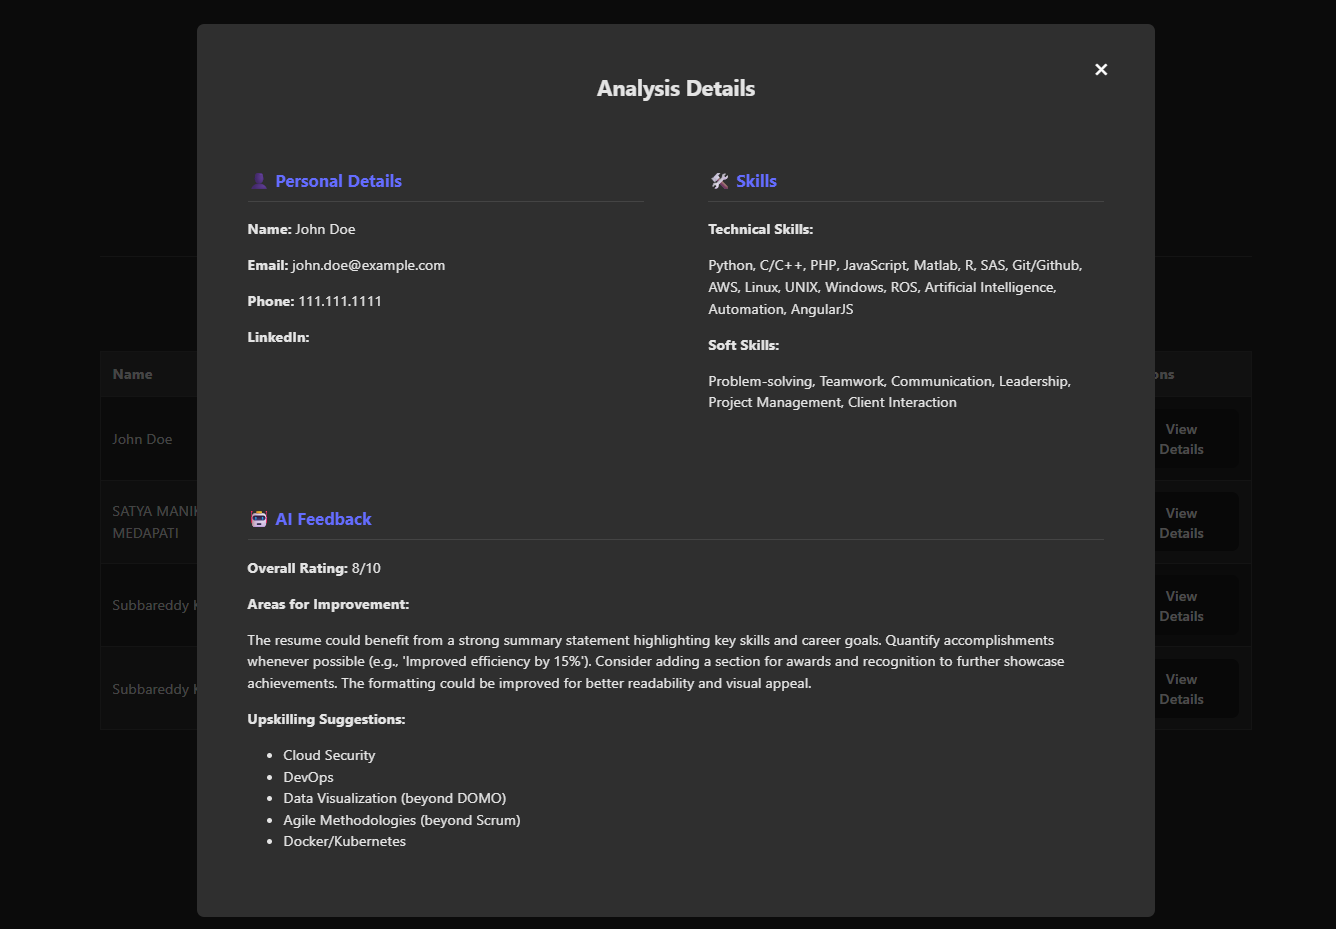 Analysis Details
×
Personal Details
Name: John Doe
Email: john.doe@example.com
Phone: 111.111.1111
LinkedIn:
Skills
Technical Skills:
Python, C/C++, PHP, JavaScript, Matlab, R, SAS, Git/Github,
AWS, Linux, UNIX, Windows, ROS, Artificial Intelligence,
Automation, AngularJS
Soft Skills:
Problem-solving, Teamwork, Communication, Leadership,
Project Management, Client Interaction
AI Feedback
Overall Rating: 8/10
Areas for Improvement:
The resume could benefit from a strong summary statement highlighting key skills and career goals. Quantify accomplishments
whenever possible (e.g., 'Improved efficiency by 15%'). Consider adding a section for awards and recognition to further showcase
achievements. The formatting could be improved for better readability and visual appeal.
Upskilling Suggestions:
• Cloud Security
• DevOps
• Data Visualization (beyond DOMO)
• Agile Methodologies (beyond Scrum)
• Docker/Kubernetes
Name
John Doe
View
Details
SATYA
MEDAPATI
View
Details
Subbareddy
View
Details
Subbareddy
View
Details